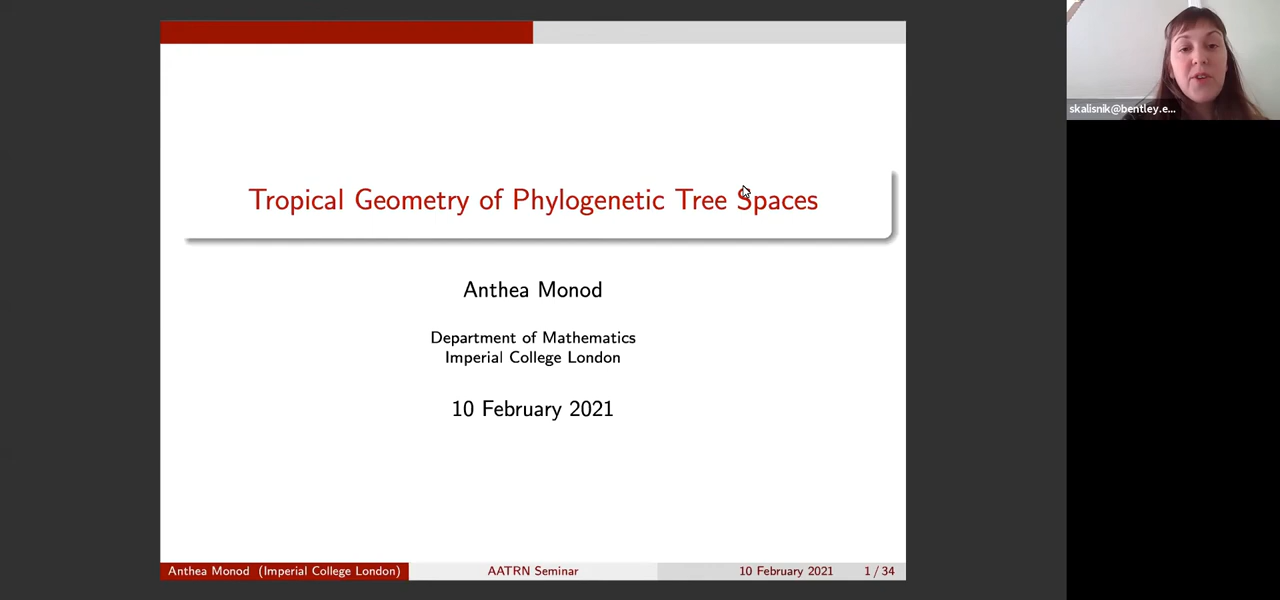 Tropical Geometry of Phylogenetic Tree Spaces
Anthea Monod
Department of Mathematics
Imperial College London
10 February 2021
Anthea Monod (Imperial College London)
AATRN Seminar
10 February 2021
1 / 34
skalisnik@bentley.e...